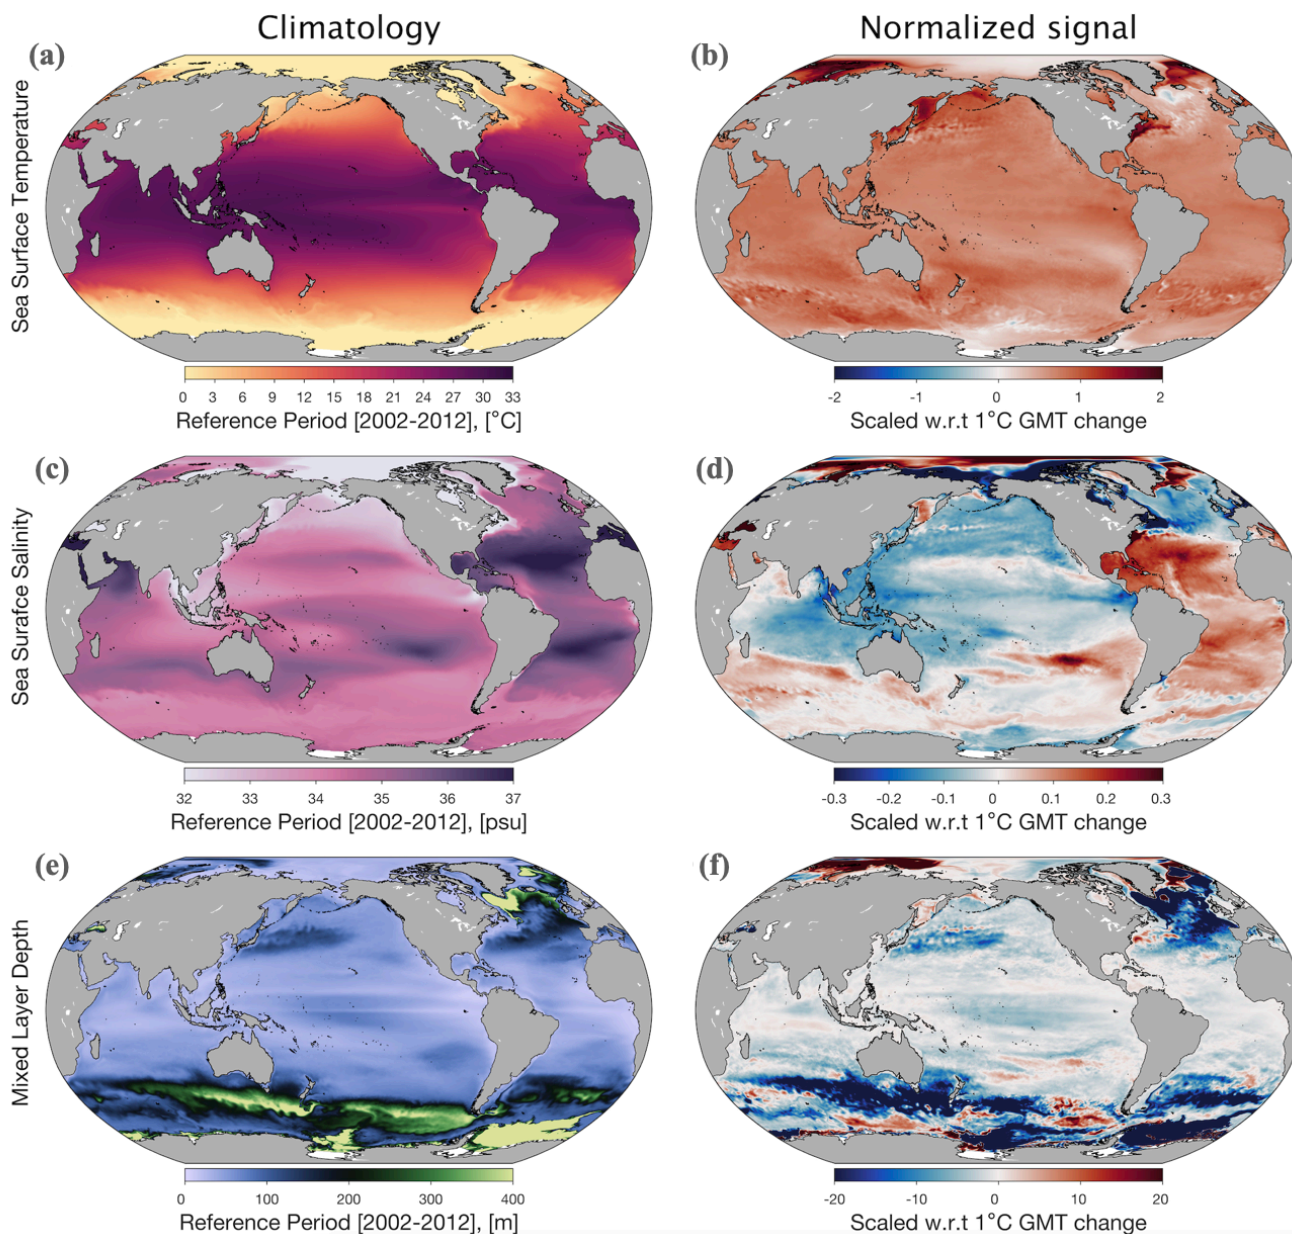 Climatology
Normalized signal
(a)
(b)
Sea Surface Temperature
0 3 6 9 12 15 18 21 24 27 30 33
Reference Period [2002-2012], [°C]
-2 -1 0 1 2
Scaled w.r.t 1°C GMT change
(c)
(d)
Sea Surafce Salinity
32 33 34 35 36 37
Reference Period [2002-2012], [psu]
-0.3 -0.2 -0.1 0 0.1 0.2 0.3
Scaled w.r.t 1°C GMT change
(e)
(f)
Mixed Layer Depth
0 100 200 300 400
Reference Period [2002-2012], [m]
-20 -10 0 10 20
Scaled w.r.t 1°C GMT change